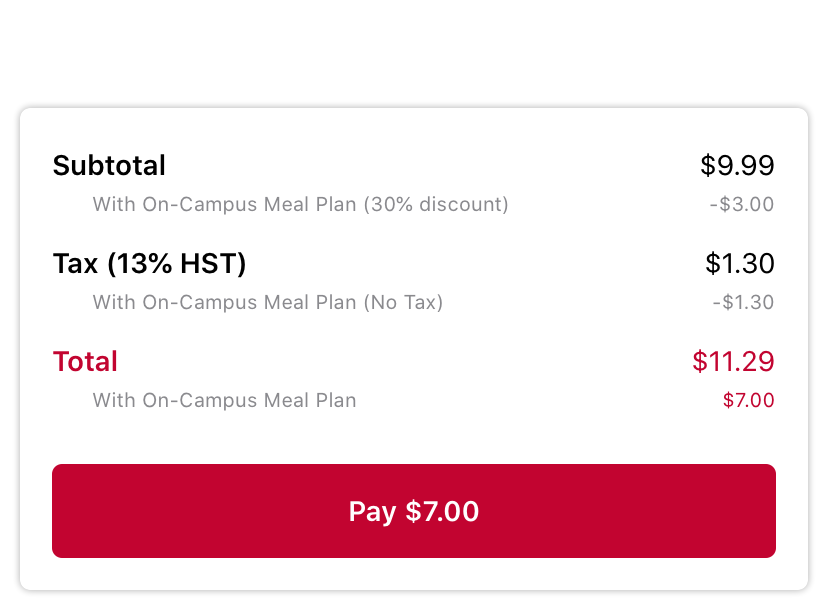 Subtotal $9.99
With On-Campus Meal Plan (30% discount) -$3.00
Tax (13% HST) $1.30
With On-Campus Meal Plan (No Tax) -$1.30
Total $11.29
With On-Campus Meal Plan $7.00
Pay $7.00